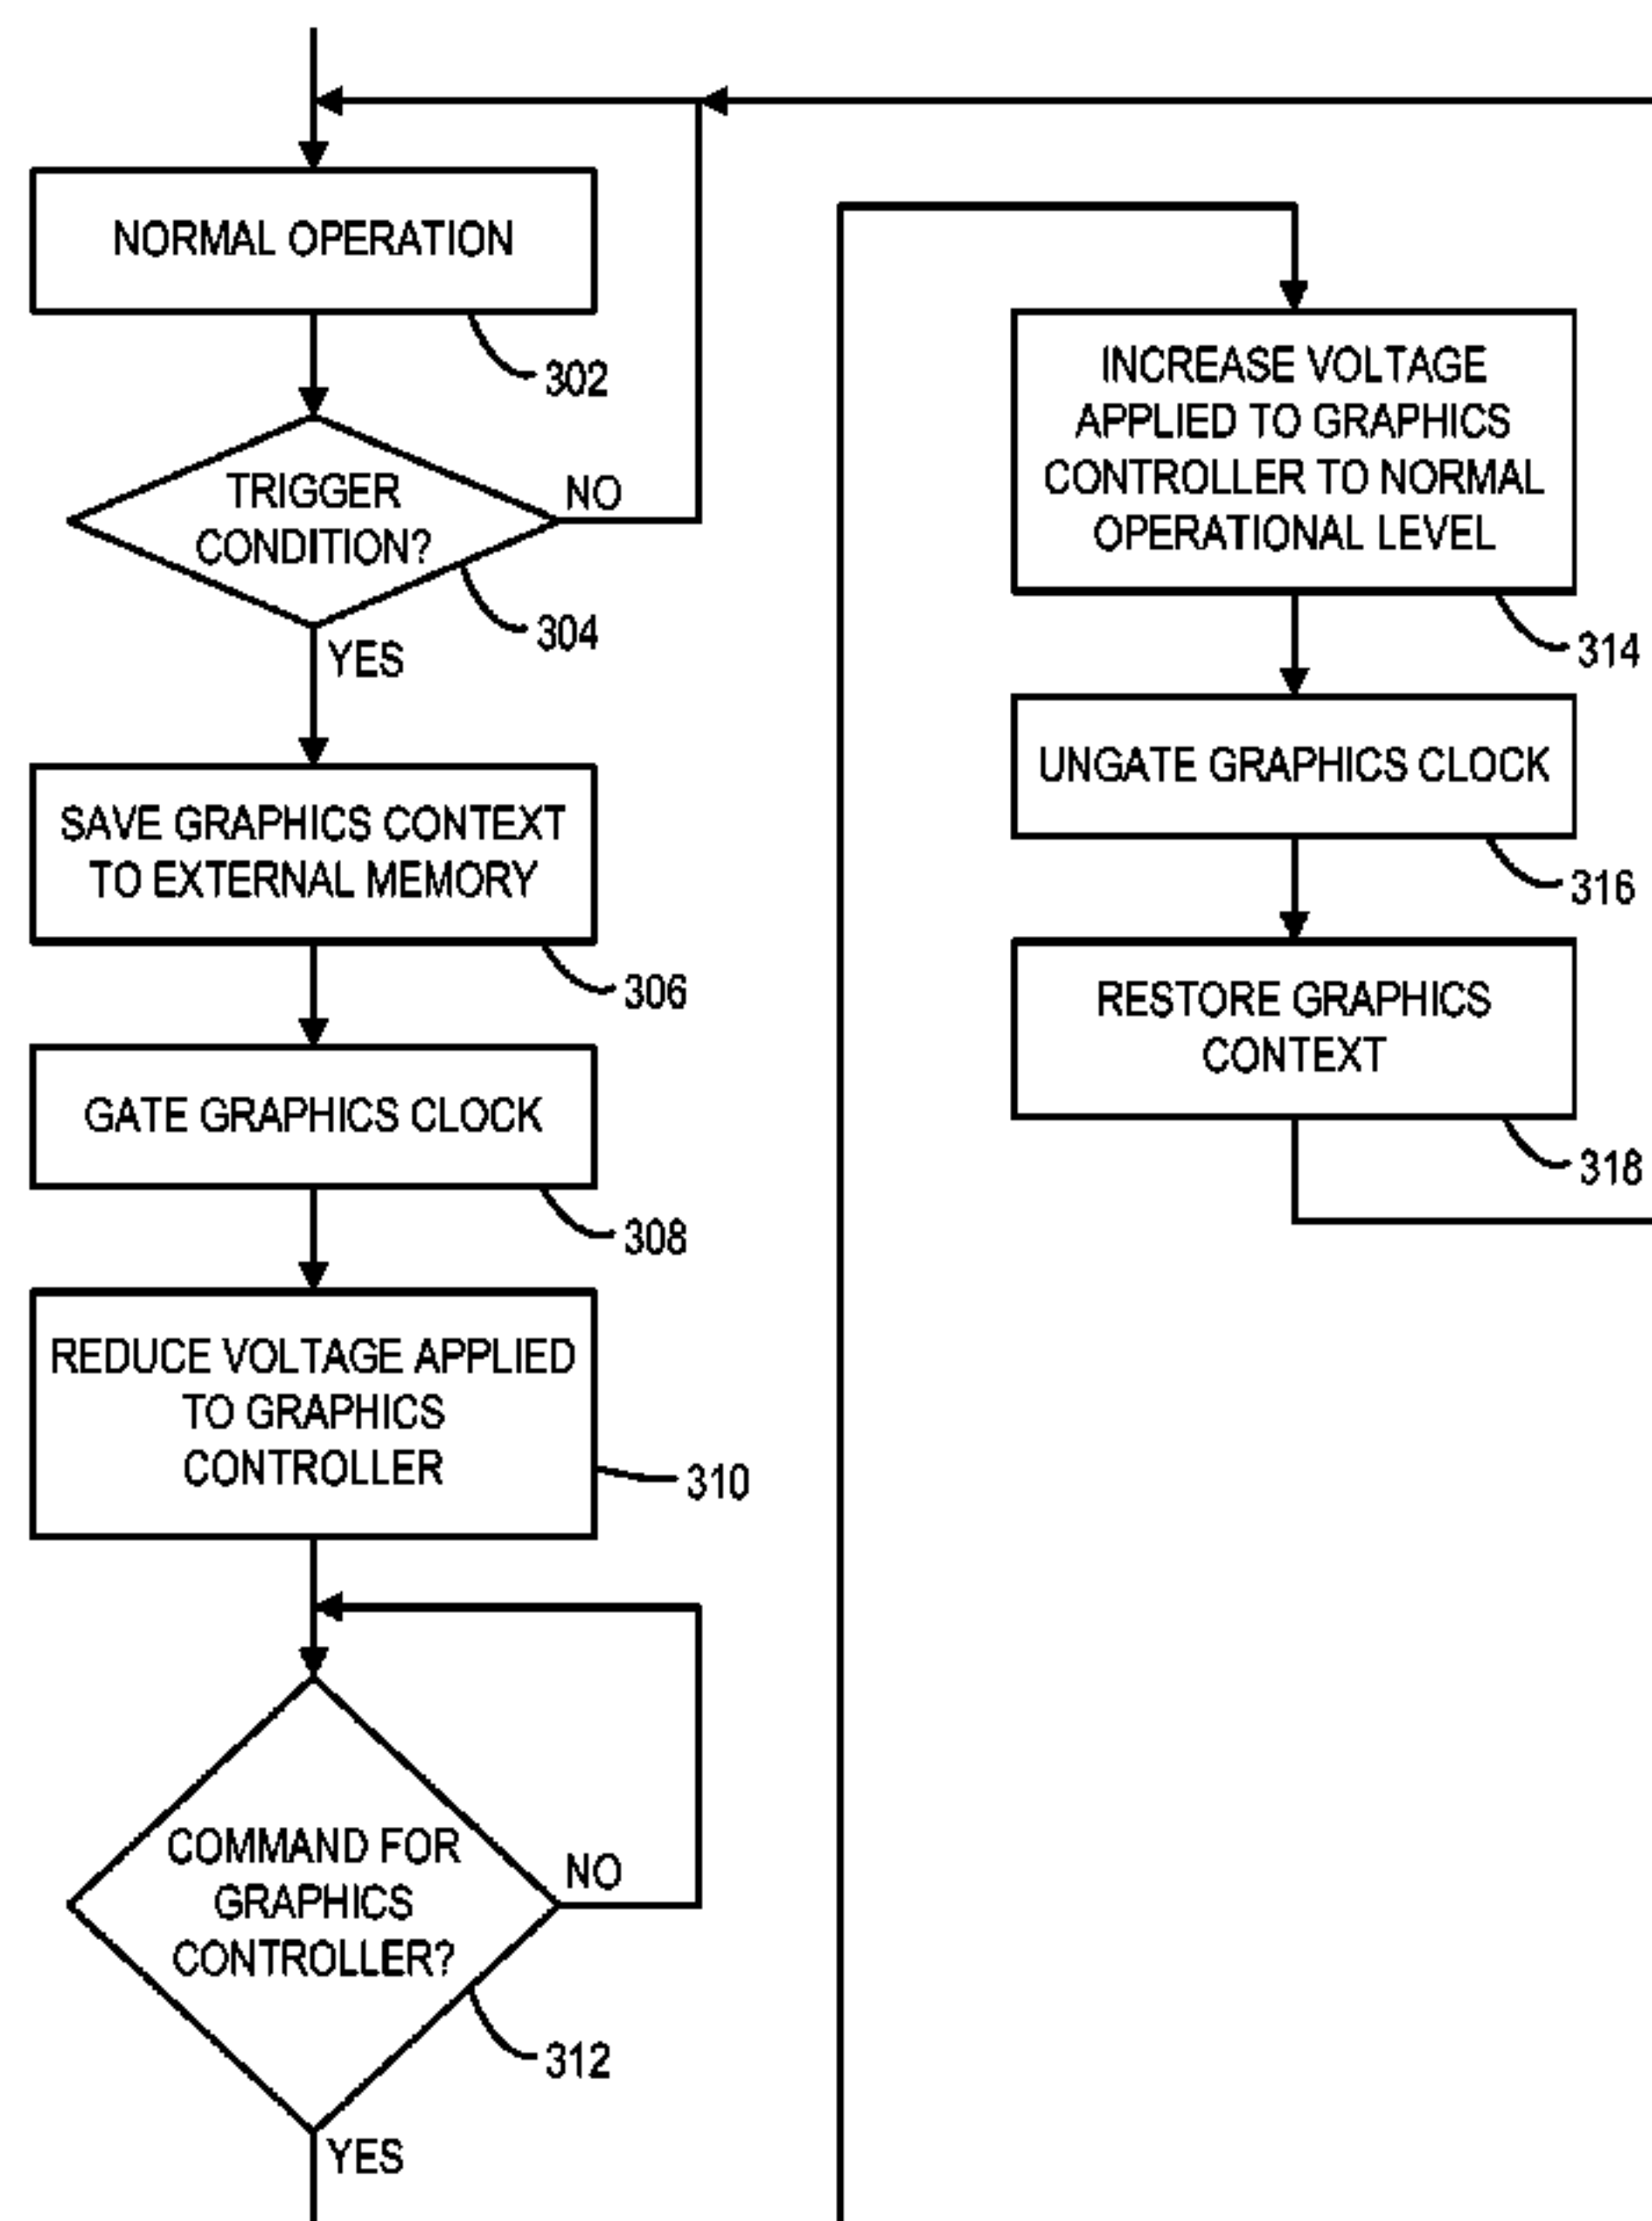 NORMAL OPERATION
302
TRIGGER
CONDITION?
NO
304
YES
SAVE GRAPHICS CONTEXT
TO EXTERNAL MEMORY
306
GATE GRAPHICS CLOCK
308
REDUCE VOLTAGE APPLIED
TO GRAPHICS
CONTROLLER
310
COMMAND FOR
GRAPHICS
CONTROLLER?
NO
312
YES
INCREASE VOLTAGE
APPLIED TO GRAPHICS
CONTROLLER TO NORMAL
OPERATIONAL LEVEL
314
UNGATE GRAPHICS CLOCK
316
RESTORE GRAPHICS
CONTEXT
318